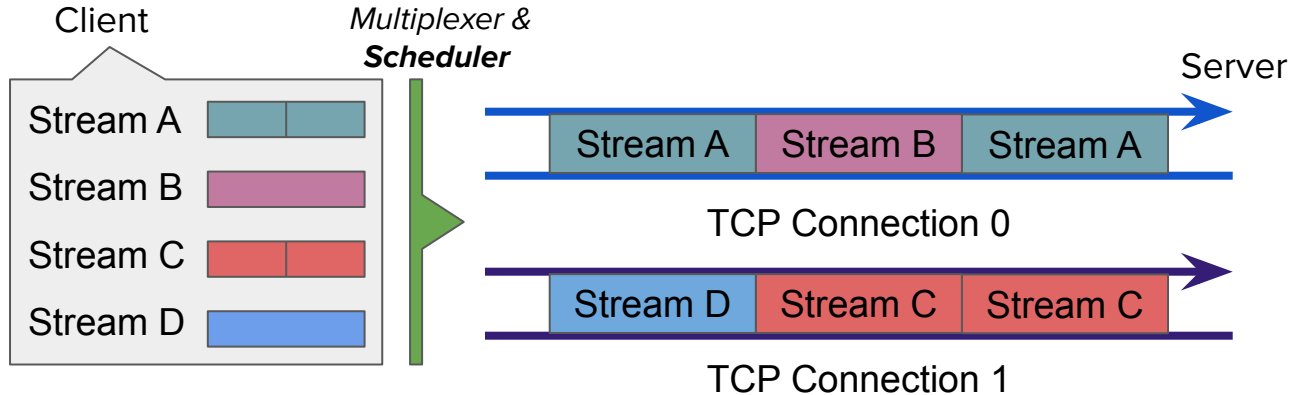 Client
Multiplexer &
Scheduler
Server
Stream A
Stream B
Stream C
Stream D
Stream A
Stream B
Stream A
TCP Connection 0
Stream D
Stream C
Stream C
TCP Connection 1